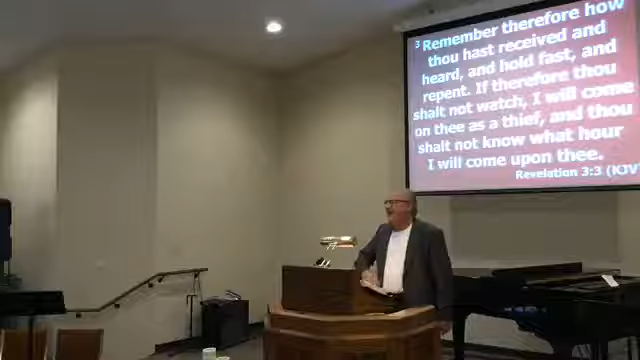 3 Remember therefore how
thou hast received and
heard, and hold fast, and
repent. If therefore thou
shalt not watch, I will come
on thee as a thief, and thou
shalt not know what hour
I will come upon thee.
Revelation 3:3 (KJV